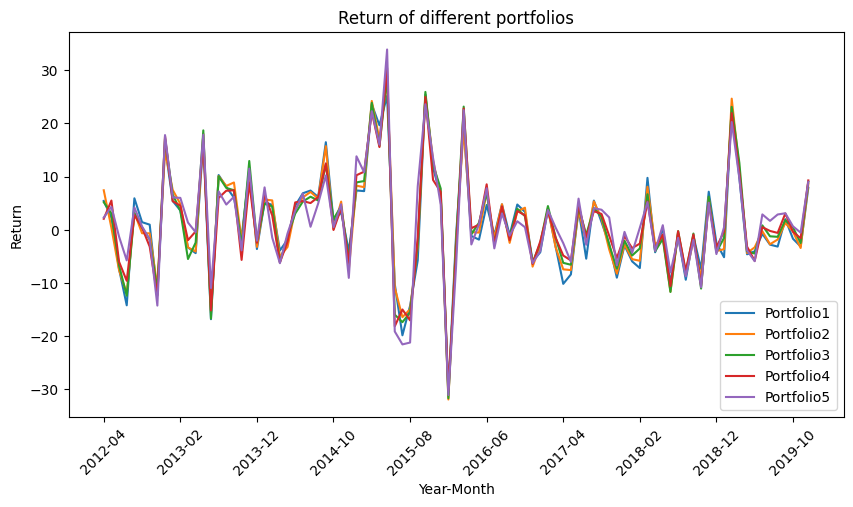 Return of different portfolios
Return
30
20
10
0
−10
−20
−30
Portfolio1
Portfolio2
Portfolio3
Portfolio4
Portfolio5
2012-04
2013-02
2013-12
2014-10
2015-08
2016-06
2017-04
2018-02
2018-12
2019-10
Year-Month